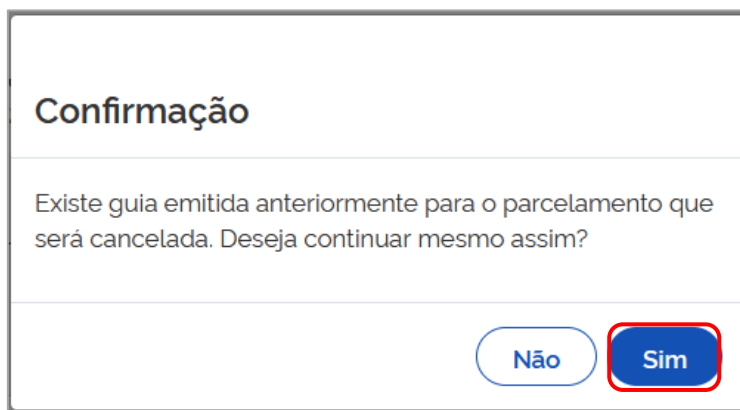 Confirmação
Existe guia emitida anteriormente para o parcelamento que
será cancelada. Deseja continuar mesmo assim?
Não
Sim